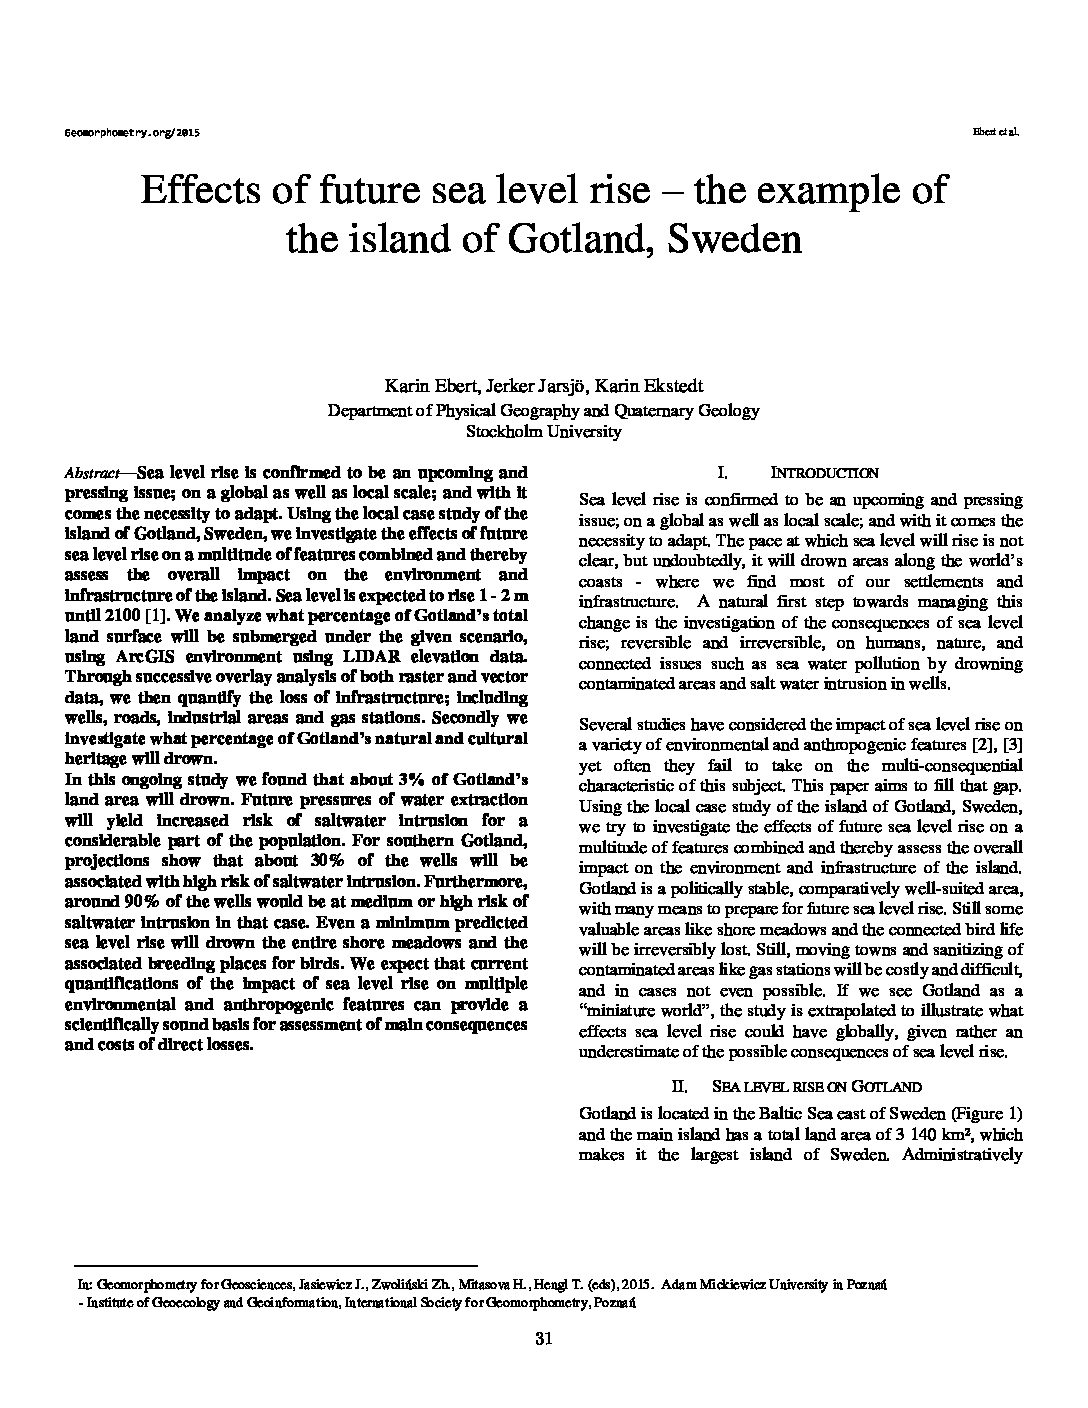 Geomorphometry.org/2015
Ebert et al.
Effects of future sea level rise – the example of
the island of Gotland, Sweden
Karin Ebert, Jerker Jarsjö, Karin Ekstedt
Department of Physical Geography and Quaternary Geology
Stockholm University
Abstract—Sea level rise is confirmed to be an upcoming and
pressing issue; on a global as well as local scale; and with it
comes the necessity to adapt. Using the local case study of the
island of Gotland, Sweden, we investigate the effects of future
sea level rise on a multitude of features combined and thereby
assess the overall impact on the environment and
infrastructure of the island. Sea level is expected to rise 1 - 2 m
until 2100 [1]. We analyze what percentage of Gotland's total
land surface will be submerged under the given scenario,
using ArcGIS environment using LIDAR elevation data.
Through successive overlay analysis of both raster and vector
data, we then quantify the loss of infrastructure; including
wells, roads, industrial areas and gas stations. Secondly we
investigate what percentage of Gotland's natural and cultural
heritage will drown.
In this ongoing study we found that about 3% of Gotland's
land area will drown. Future pressures of water extraction
will yield increased risk of saltwater intrusion for a
considerable part of the population. For southern Gotland,
projections show that about 30% of the wells will be
associated with high risk of saltwater intrusion. Furthermore,
around 90% of the wells would be at medium or high risk of
saltwater intrusion in that case. Even a minimum predicted
sea level rise will drown the entire shore meadows and the
associated breeding places for birds. We expect that current
quantifications of the impact of sea level rise on multiple
environmental and anthropogenic features can provide a
scientifically sound basis for assessment of main consequences
and costs of direct losses.
I. INTRODUCTION
Sea level rise is confirmed to be an upcoming and pressing
issue; on a global as well as local scale; and with it comes the
necessity to adapt. The pace at which sea level will rise is not
clear, but undoubtedly, it will drown areas along the world's
coasts - where we find most of our settlements and
infrastructure. A natural first step towards managing this
change is the investigation of the consequences of sea level
rise; reversible and irreversible, on humans, nature, and
connected issues such as sea water pollution by drowning
contaminated areas and salt water intrusion in wells.
Several studies have considered the impact of sea level rise on
a variety of environmental and anthropogenic features [2], [3]
yet often they fail to take on the multi-consequential
characteristic of this subject. This paper aims to fill that gap.
Using the local case study of the island of Gotland, Sweden,
we try to investigate the effects of future sea level rise on a
multitude of features combined and thereby assess the overall
impact on the environment and infrastructure of the island.
Gotland is a politically stable, comparatively well-suited area,
with many means to prepare for future sea level rise. Still some
valuable areas like shore meadows and the connected bird life
will be irreversibly lost. Still, moving towns and sanitizing of
contaminated areas like gas stations will be costly and difficult,
and in cases not even possible. If we see Gotland as a
“miniature world”, the study is extrapolated to illustrate what
effects sea level rise could have globally, given rather an
underestimate of the possible consequences of sea level rise.
II. SEA LEVEL RISE ON GOTLAND
Gotland is located in the Baltic Sea east of Sweden (Figure 1)
and the main island has a total land area of 3 140 km², which
makes it the largest island of Sweden. Administratively
In: Geomorphometry for Geosciences, Jasiewicz J., Zwoliński Zb., Mitasova H., Hengl T. (eds), 2015. Adam Mickiewicz University in Poznań
- Institute of Geoecology and Geoinformation, International Society for Geomorphometry, Poznań
31